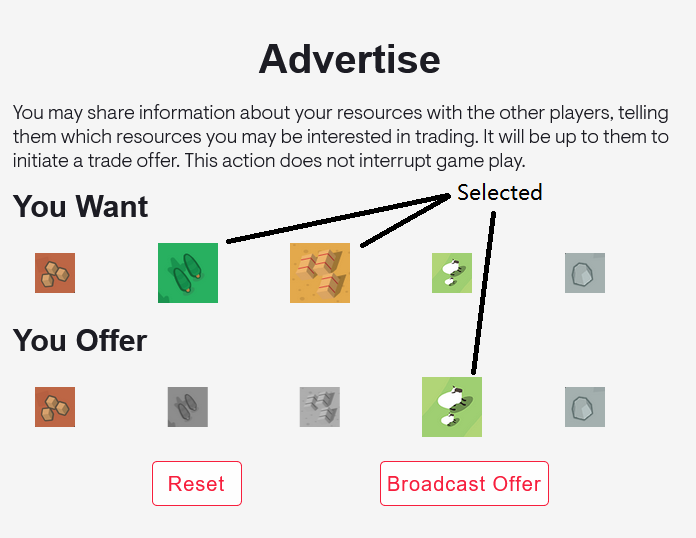 Advertise
You may share information about your resources with the other players, telling
them which resources you may be interested in trading. It will be up to them to
initiate a trade offer. This action does not interrupt game play.
Selected
You Want
You Offer
Reset
Broadcast Offer